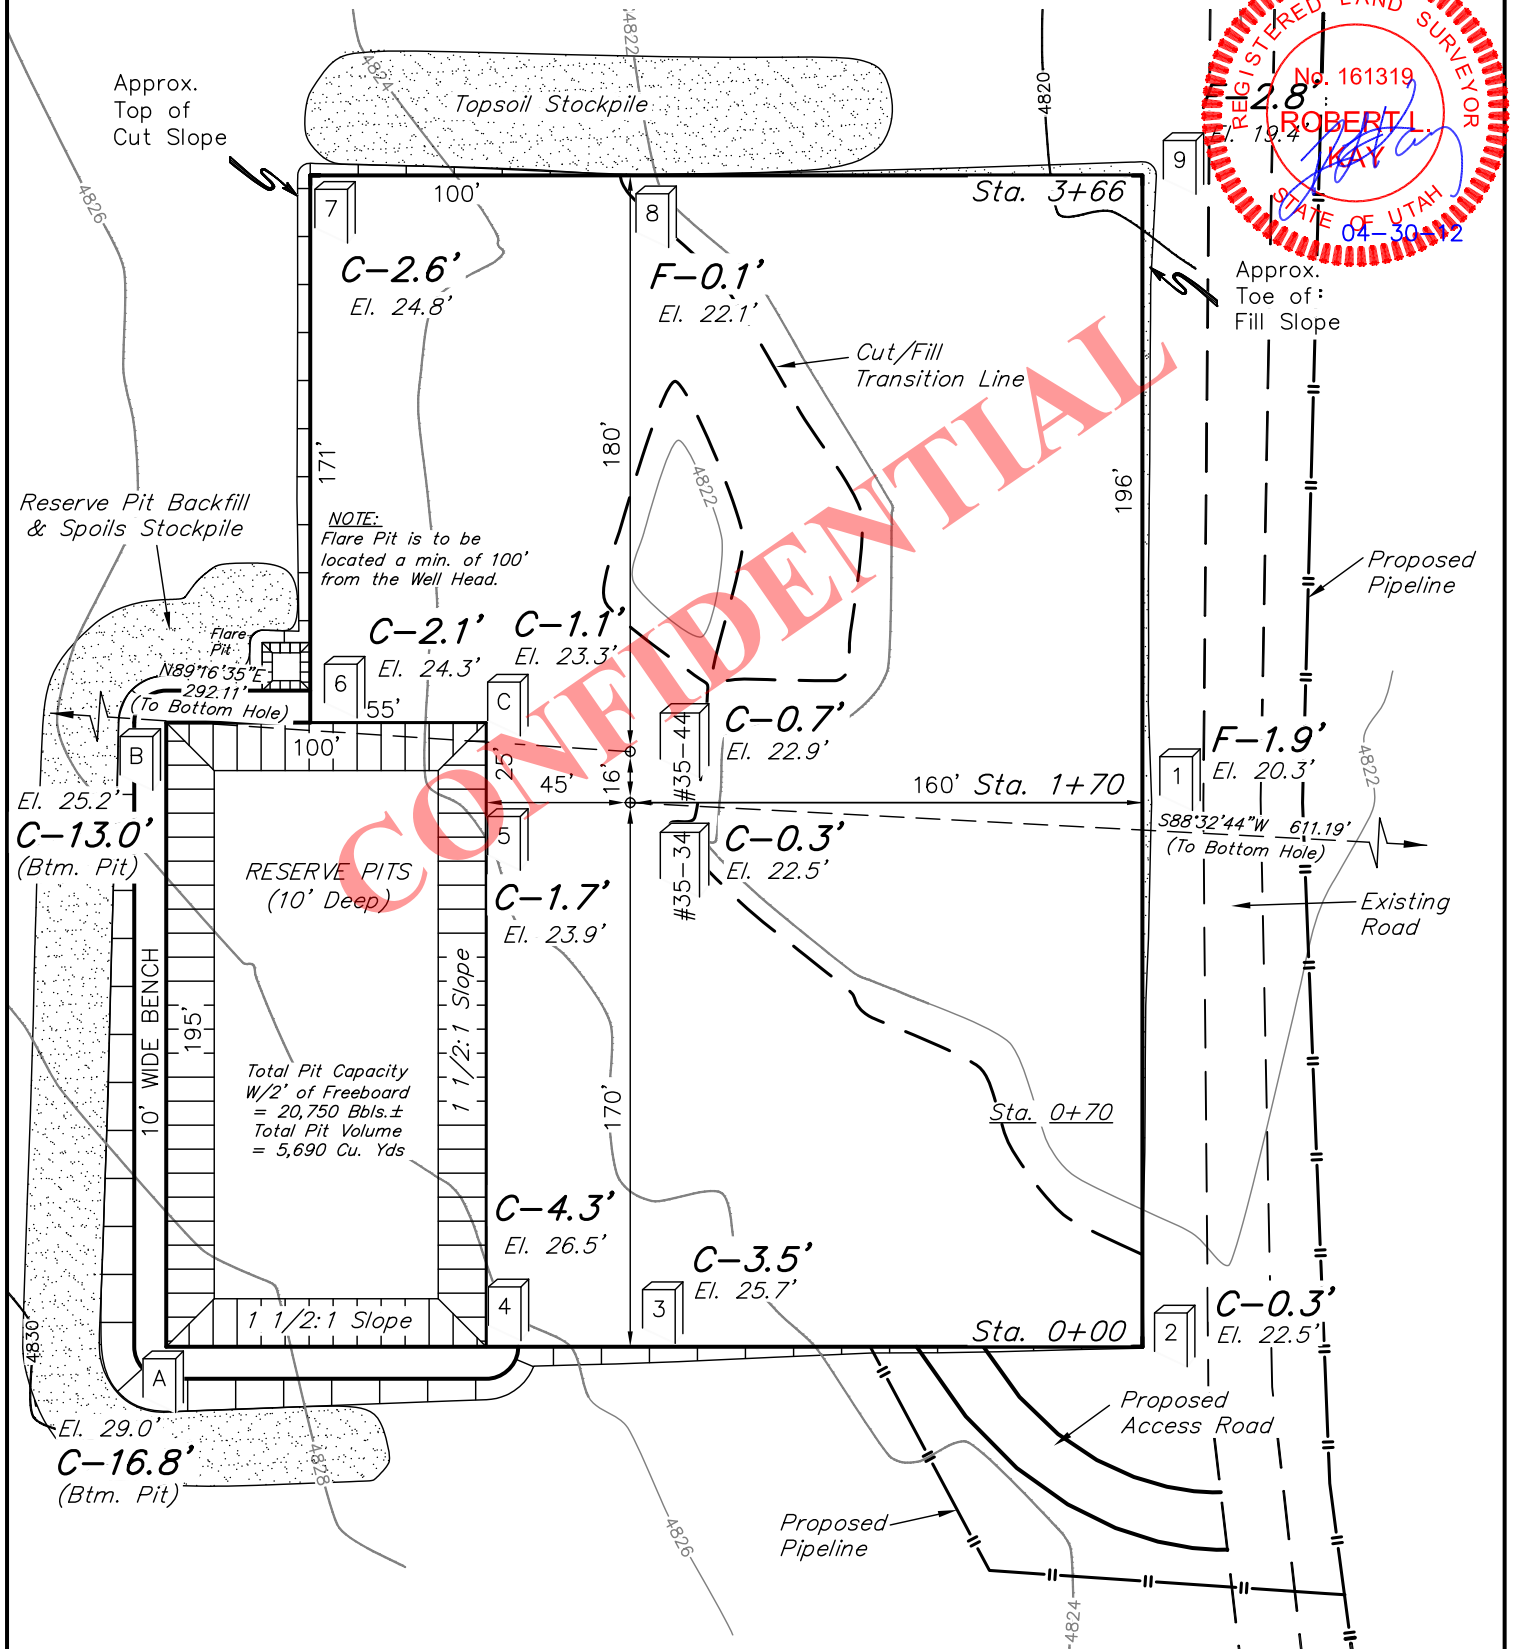 4822
4824
4820
4826
REGISTERED LAND SURVEYOR
No. 161319
ROBERT L.
KAY
STATE OF UTAH
04-30-12
F-2.8'
El. 19.4'
Approx.
Top of
Cut Slope
Topsoil Stockpile
9
7
100'
8
Sta. 3+66
C-2.6'
El. 24.8'
F-0.1'
El. 22.1'
Approx.
Toe of
Fill Slope
Cut/Fill
Transition Line
CONFIDENTIAL
171'
180'
4822
196'
Reserve Pit Backfill
& Spoils Stockpile
NOTE:
Flare Pit is to be
located a min. of 100'
from the Well Head.
Proposed
Pipeline
Flare
Pit
C-2.1'
El. 24.3'
C-1.1'
El. 23.3'
N89°16'35"E
292.11'
(To Bottom Hole)
6
55'
C
100'
25'
B
#35-44
C-0.7'
El. 22.9'
F-1.9'
El. 20.3'
4822
1
El. 25.2'
C-13.0'
(Btm. Pit)
45'
16'
160'
Sta. 1+70
S88°32'44"W 611.19'
(To Bottom Hole)
5
#35-34
C-0.3'
El. 22.5'
RESERVE PITS
(10' Deep)
C-1.7'
El. 23.9'
Existing
Road
10' WIDE BENCH
195'
1 1/2:1 Slope
Total Pit Capacity
W/2' of Freeboard
= 20,750 Bbls.±
Total Pit Volume
= 5,690 Cu. Yds
170'
Sta. 0+70
C-4.3'
El. 26.5'
C-3.5'
El. 25.7'
4
3
1 1/2:1 Slope
Sta. 0+00
2
C-0.3'
El. 22.5'
4830
A
El. 29.0'
C-16.8'
(Btm. Pit)
4828
Proposed
Access Road
4826
Proposed
Pipeline
4824